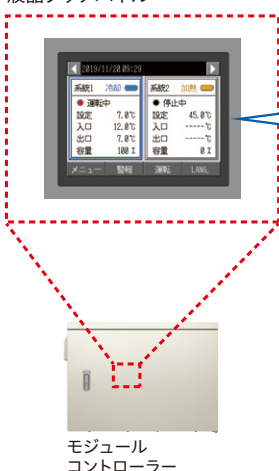 液晶タッチパネル
2019/11/20 09:29
系統1 冷却
系統2 加熱
● 運転中
● 停止中
設定 7.0℃
設定 45.0℃
入口 12.0℃
入口 -----℃
出口 7.0℃
出口 -----℃
容量 100 %
容量 0 %
メニュー 警報 運転 LANG.
モジュール
コントローラー